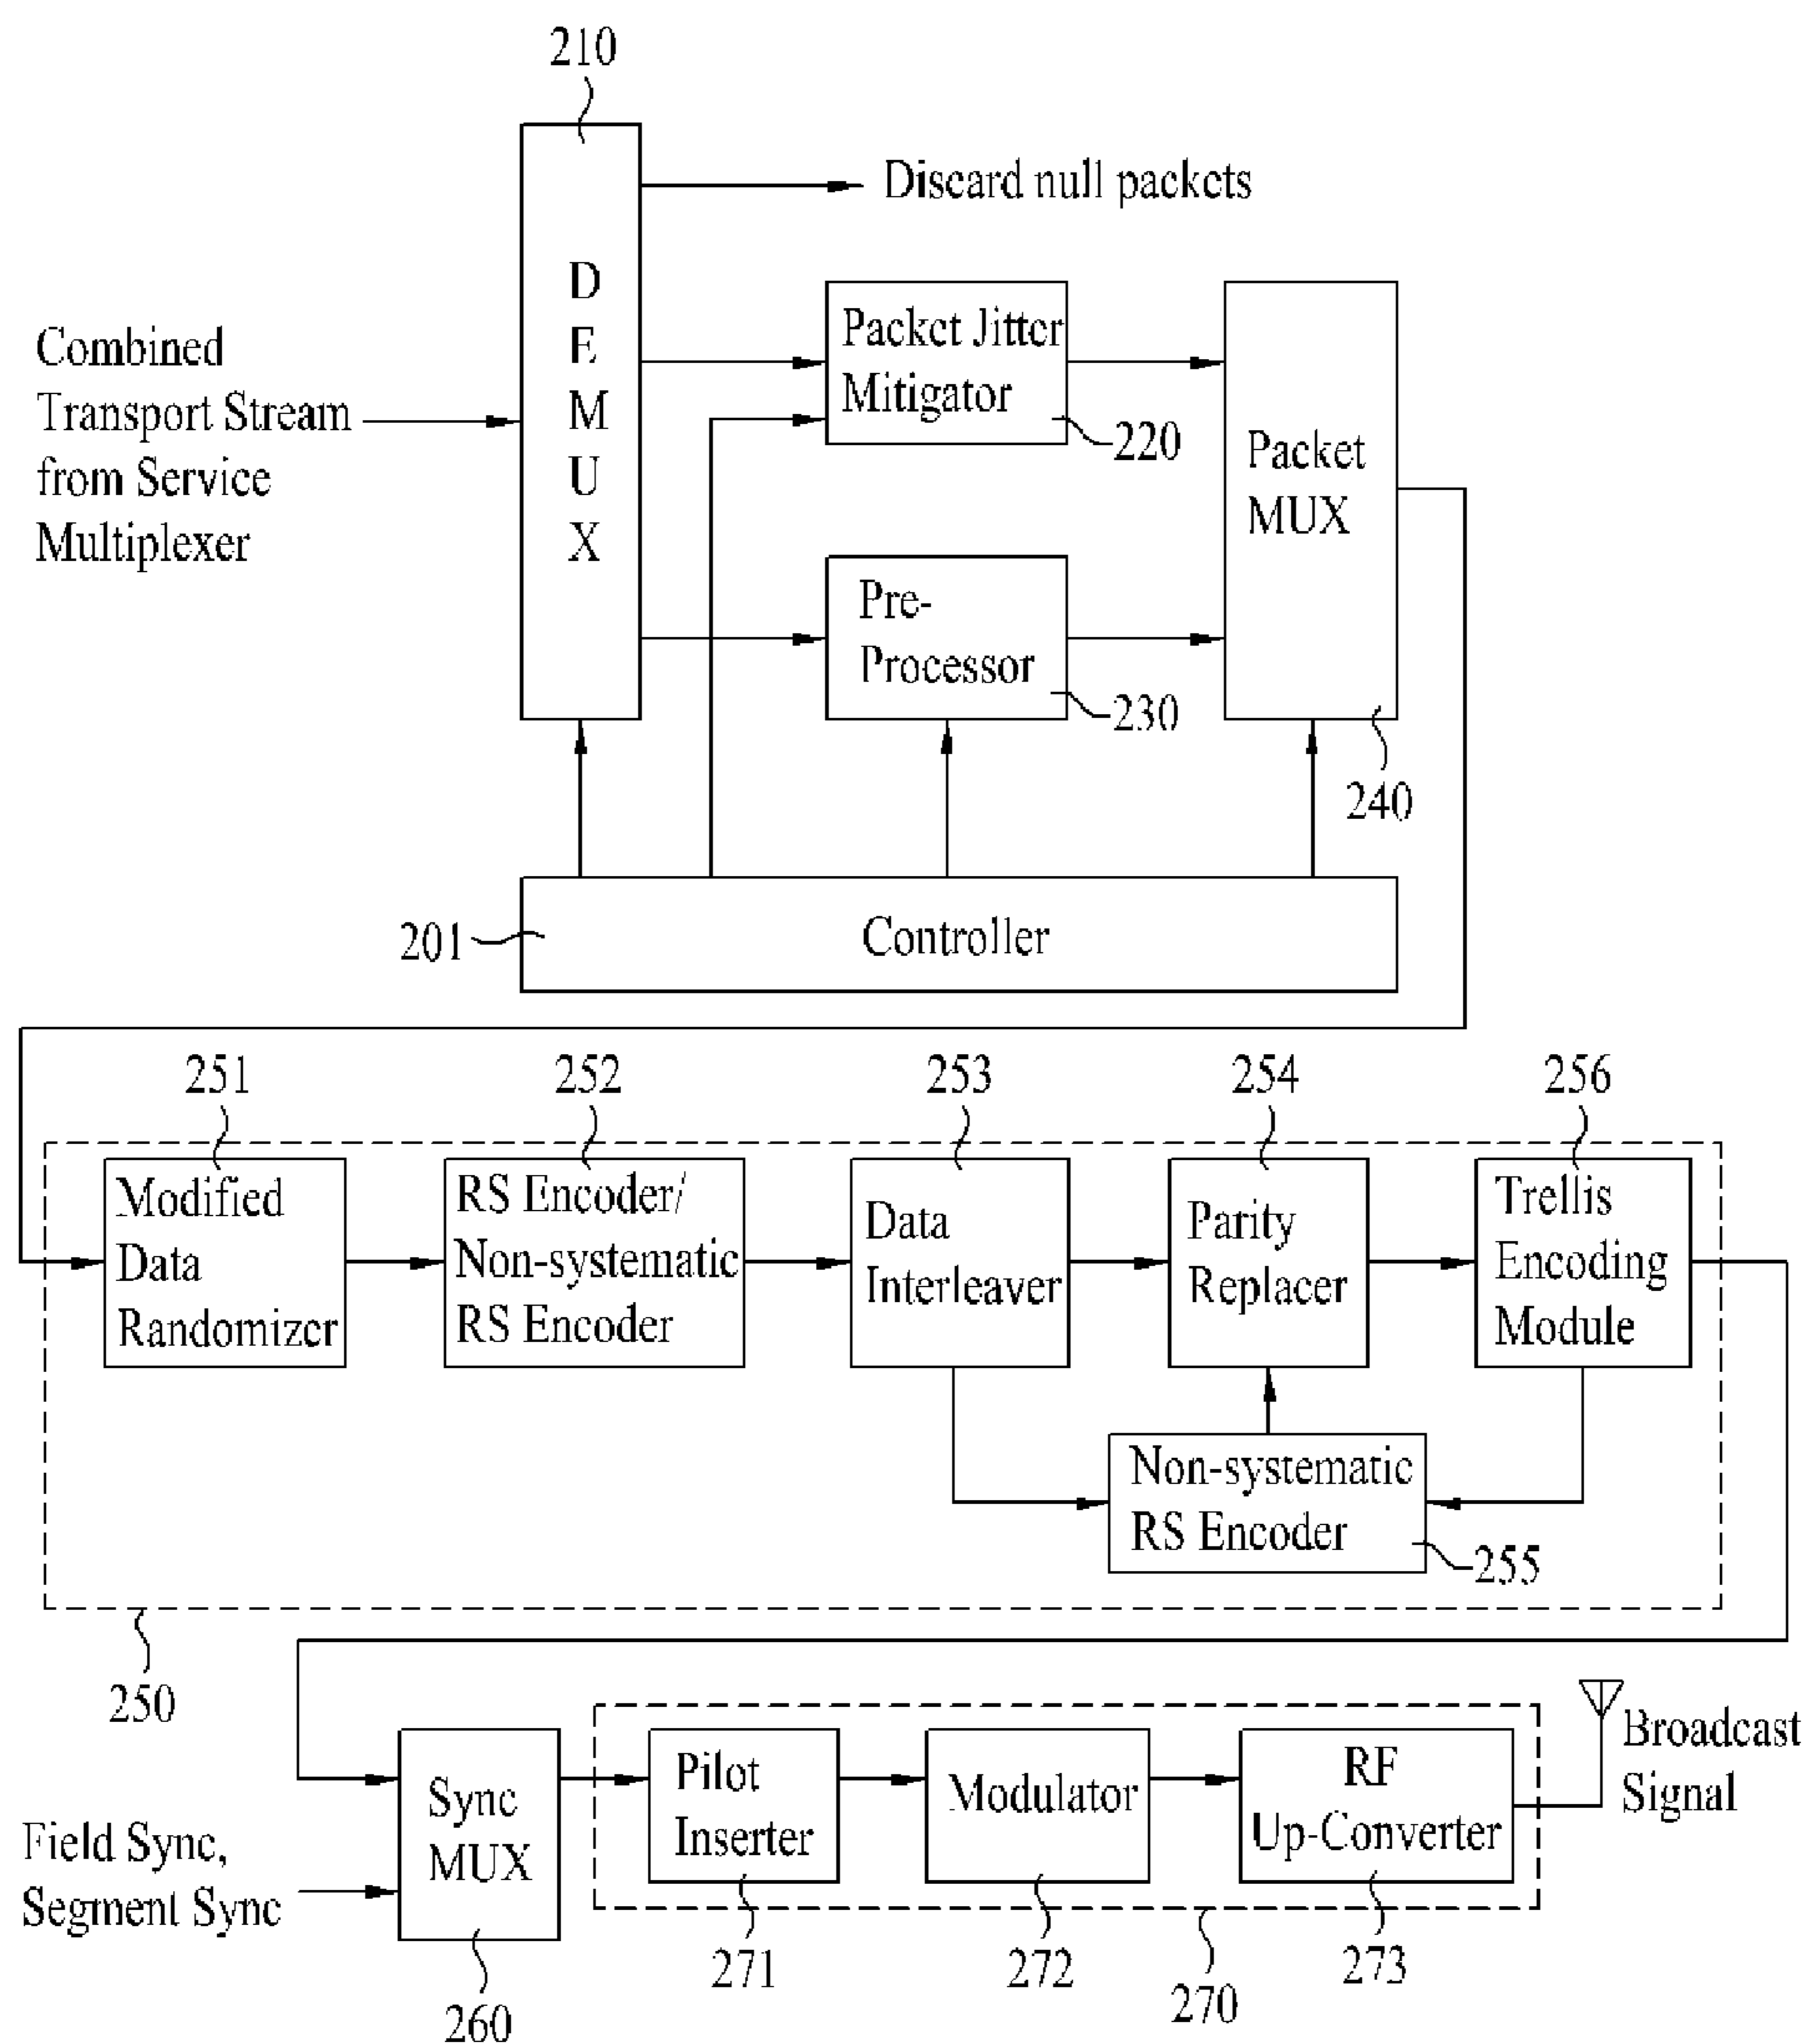 210
Discard null packets
D
E
M
U
X
Combined
Transport Stream
from Service
Multiplexer
Packet Jitter
Mitigator
220
Packet
MUX
Pre-
Processor
230
240
201
Controller
251
252
253
254
256
Modified
Data
Randomizer
RS Encoder/
Non-systematic
RS Encoder
Data
Interleaver
Parity
Replacer
Trellis
Encoding
Module
Non-systematic
RS Encoder
255
250
Field Sync,
Segment Sync
Sync
MUX
Pilot
Inserter
Modulator
RF
Up-Converter
Broadcast
Signal
260
271
272
270
273